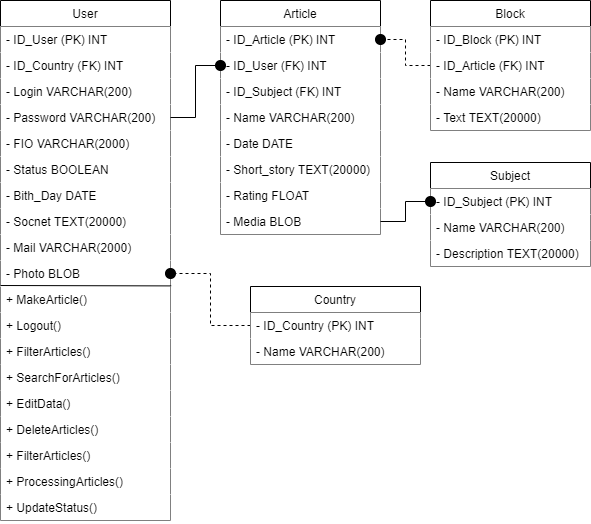 User
- ID_User (PK) INT
- ID_Country (FK) INT
- Login VARCHAR(200)
- Password VARCHAR(200)
- FIO VARCHAR(2000)
- Status BOOLEAN
- Bith_Day DATE
- Socnet TEXT(20000)
- Mail VARCHAR(2000)
- Photo BLOB
+ MakeArticle()
+ Logout()
+ FilterArticles()
+ SearchForArticles()
+ EditData()
+ DeleteArticles()
+ FilterArticles()
+ ProcessingArticles()
+ UpdateStatus()
Article
- ID_Article (PK) INT
- ID_User (FK) INT
- ID_Subject (FK) INT
- Name VARCHAR(200)
- Date DATE
- Short_story TEXT(20000)
- Rating FLOAT
- Media BLOB
Block
- ID_Block (PK) INT
- ID_Article (FK) INT
- Name VARCHAR(200)
- Text TEXT(20000)
Subject
- ID_Subject (PK) INT
- Name VARCHAR(200)
- Description TEXT(20000)
Country
- ID_Country (PK) INT
- Name VARCHAR(200)